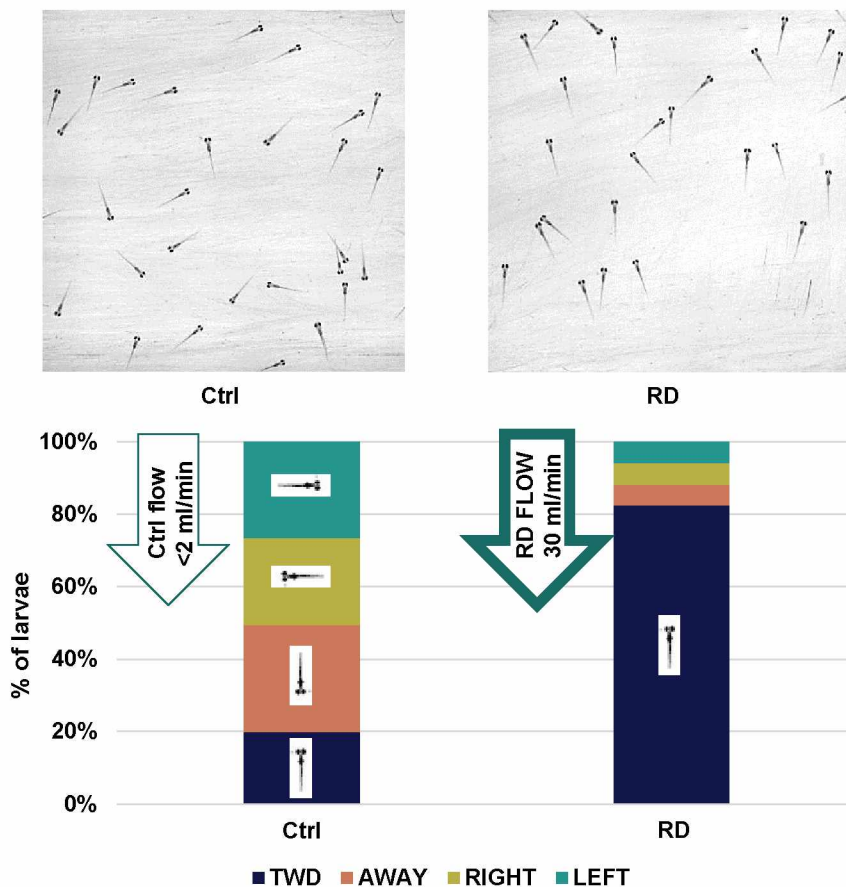 Ctrl
RD
100%
80%
60%
40%
20%
0%
% of larvae
Ctrl flow
<2 ml/min
RD FLOW
30 ml/min
Ctrl
RD
TWD AWAY RIGHT LEFT